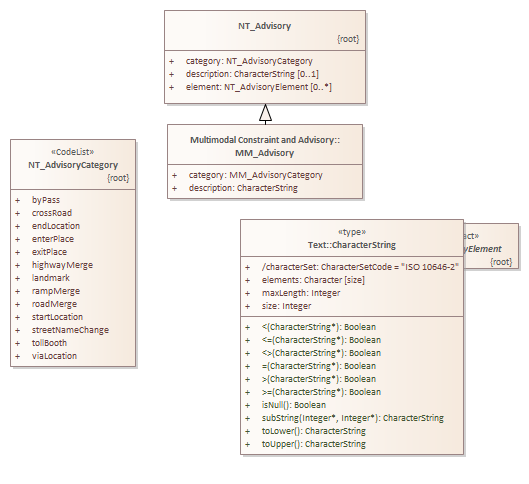 NT_Advisory
{root}
+ category: NT_AdvisoryCategory
+ description: CharacterString [0..1]
+ element: NT_AdvisoryElement [0..*]
Multimodal Constraint and Advisory::
MM_Advisory
+ category: MM_AdvisoryCategory
+ description: CharacterString
«CodeList»
NT_AdvisoryCategory
{root}
+ byPass
+ crossRoad
+ endLocation
+ enterPlace
+ exitPlace
+ highwayMerge
+ landmark
+ rampMerge
+ roadMerge
+ startLocation
+ streetNameChange
+ tollBooth
+ viaLocation
«type»
Text::CharacterString
+ /characterSet: CharacterSetCode = "ISO 10646-2"
+ elements: Character [size]
+ maxLength: Integer
+ size: Integer
+ <(CharacterString*): Boolean
+ <=(CharacterString*): Boolean
+ <>(CharacterString*): Boolean
+ =(CharacterString*): Boolean
+ >(CharacterString*): Boolean
+ >=(CharacterString*): Boolean
+ isNull(): Boolean
+ subString(Integer*, Integer*): CharacterString
+ toLower(): CharacterString
+ toUpper(): CharacterString
act»
yElement
{root}